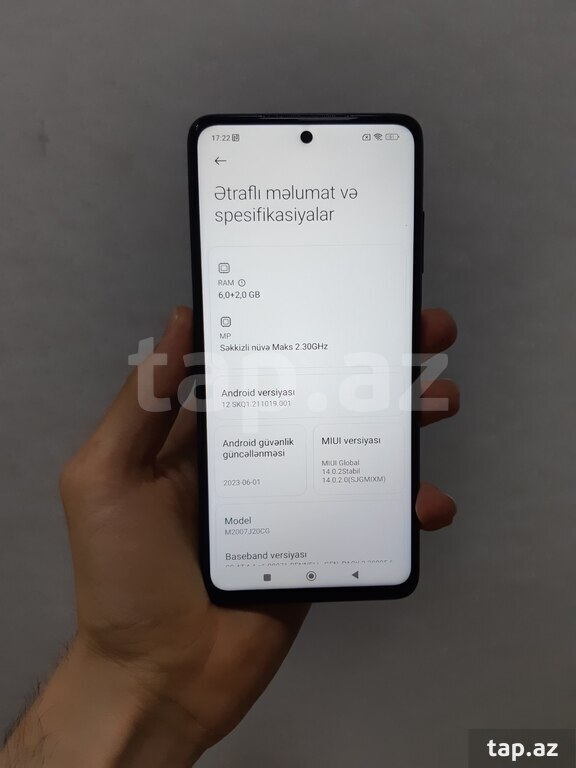 17:22
Ətraflı məlumat və
spesifikasiyalar
RAM
6,0+2,0 GB
MP
Səkkizli nüvə Maks 2.30GHz
Android versiyası
12 SKQ1.211019.001
Android güvənlik
güncəllənməsi
2023-06-01
MIUI versiyası
MIUI Global
14.0.2Stabil
14.0.2.0(SJGMIXM)
Model
M2007J20CG
Baseband versiyası
tap.az
tap.az